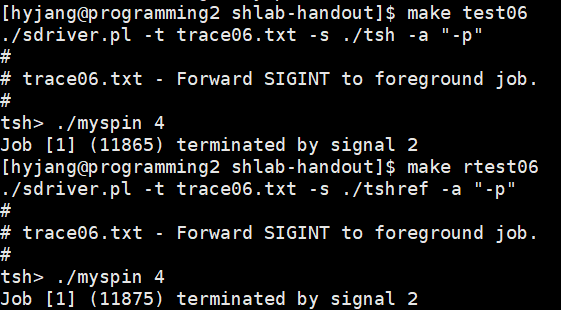 [hyjang@programming2 shlab-handout]$ make test06
./sdriver.pl -t trace06.txt -s ./tsh -a "-p"
#
# trace06.txt - Forward SIGINT to foreground job.
#
tsh> ./myspin 4
Job [1] (11865) terminated by signal 2
[hyjang@programming2 shlab-handout]$ make rtest06
./sdriver.pl -t trace06.txt -s ./tshref -a "-p"
#
# trace06.txt - Forward SIGINT to foreground job.
#
tsh> ./myspin 4
Job [1] (11875) terminated by signal 2